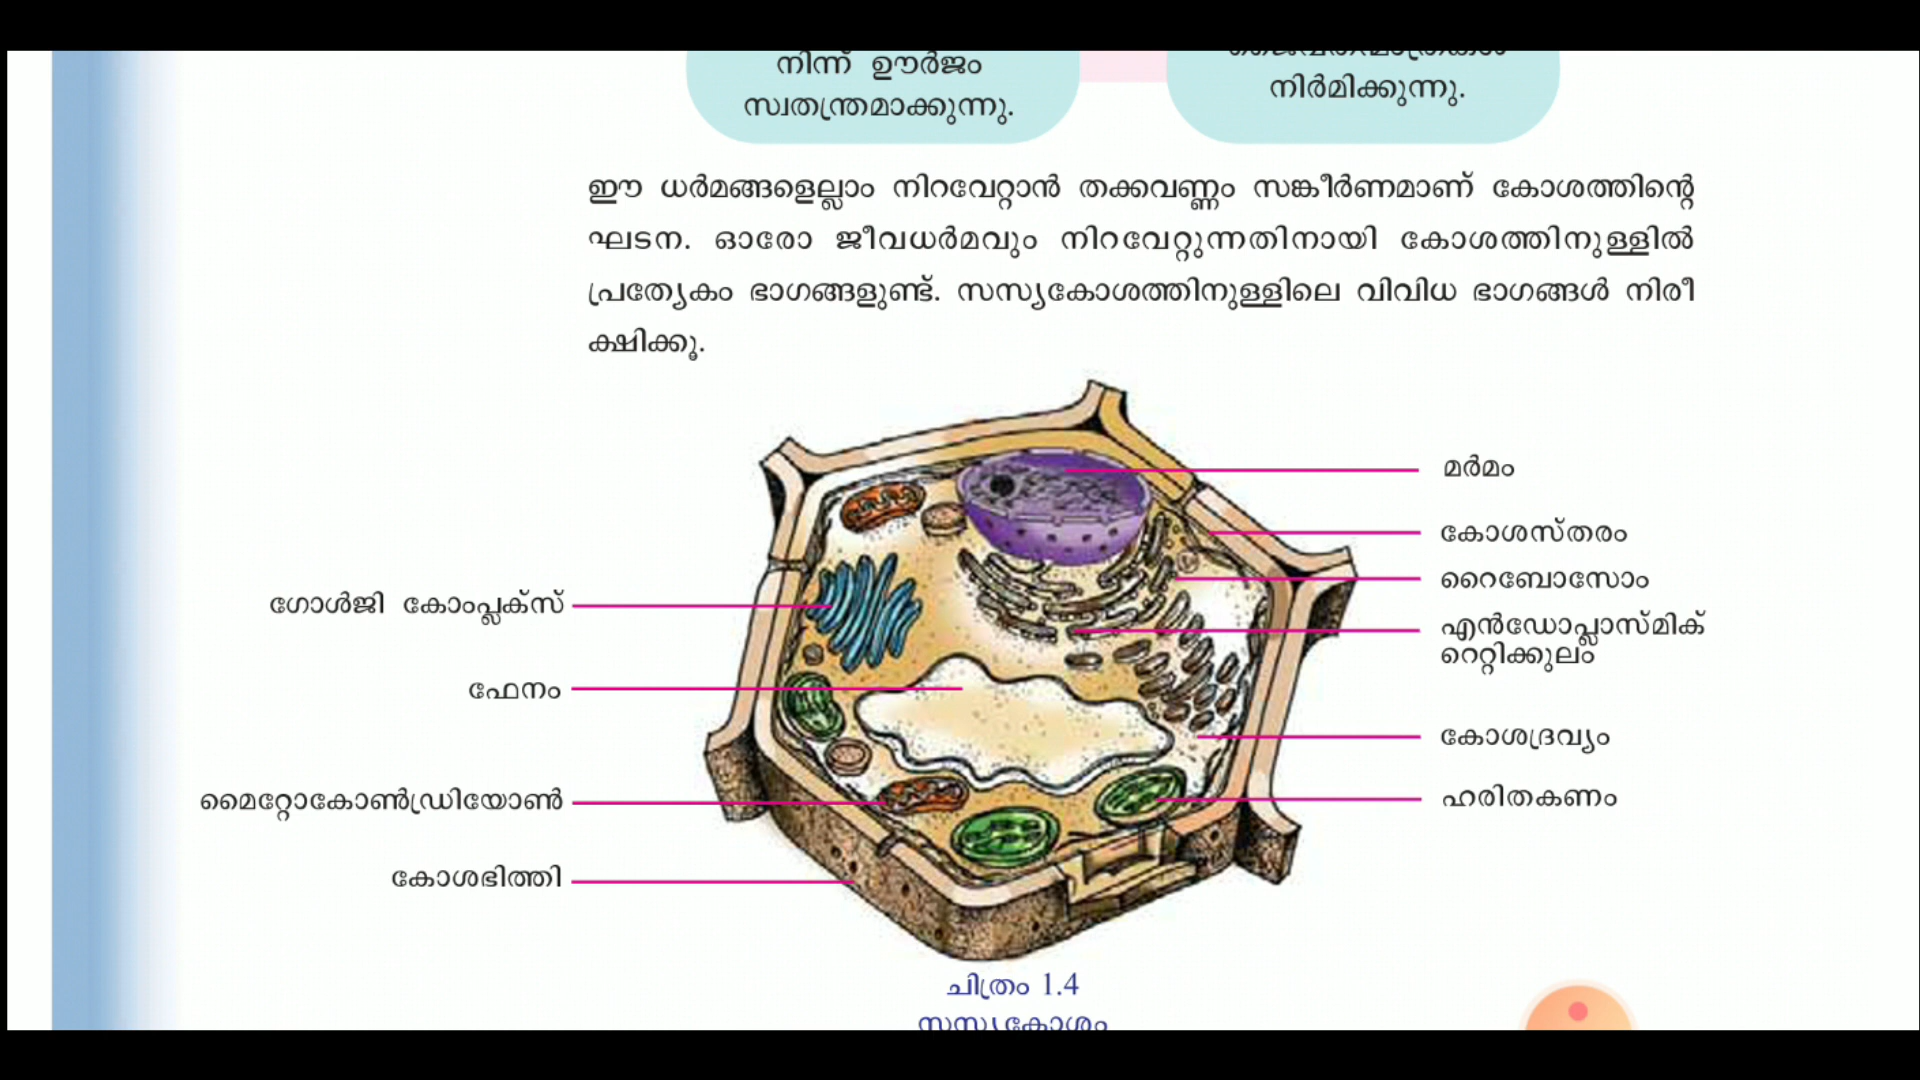 നിന്ന് ഊർജം
സ്വതന്ത്രമാക്കുന്നു.
നിർമിക്കുന്നു.
ഈ ധർമങ്ങളെല്ലാം നിറവേറ്റാൻ തക്കവണ്ണം സങ്കീർണമാണ് കോശത്തിന്റെ
ഘടന. ഓരോ ജീവധർമവും നിറവേറ്റുന്നതിനായി കോശത്തിനുള്ളിൽ
പ്രത്യേകം ഭാഗങ്ങളുണ്ട്. സസ്യകോശത്തിനുള്ളിലെ വിവിധ ഭാഗങ്ങൾ നിരീ
ക്ഷിക്കൂ.
മർമം
കോശസ്തരം
റൈബോസോം
എൻഡോപ്ലാസ്മിക്
റെറ്റിക്കുലം
കോശദ്രവ്യം
ഹരിതകണം
ഗോൾജി കോംപ്ലക്സ്
ഫേനം
മൈറ്റോകോൺഡ്രിയോൺ
കോശഭിത്തി
ചിത്രം 1.4
സസ്യകോശം